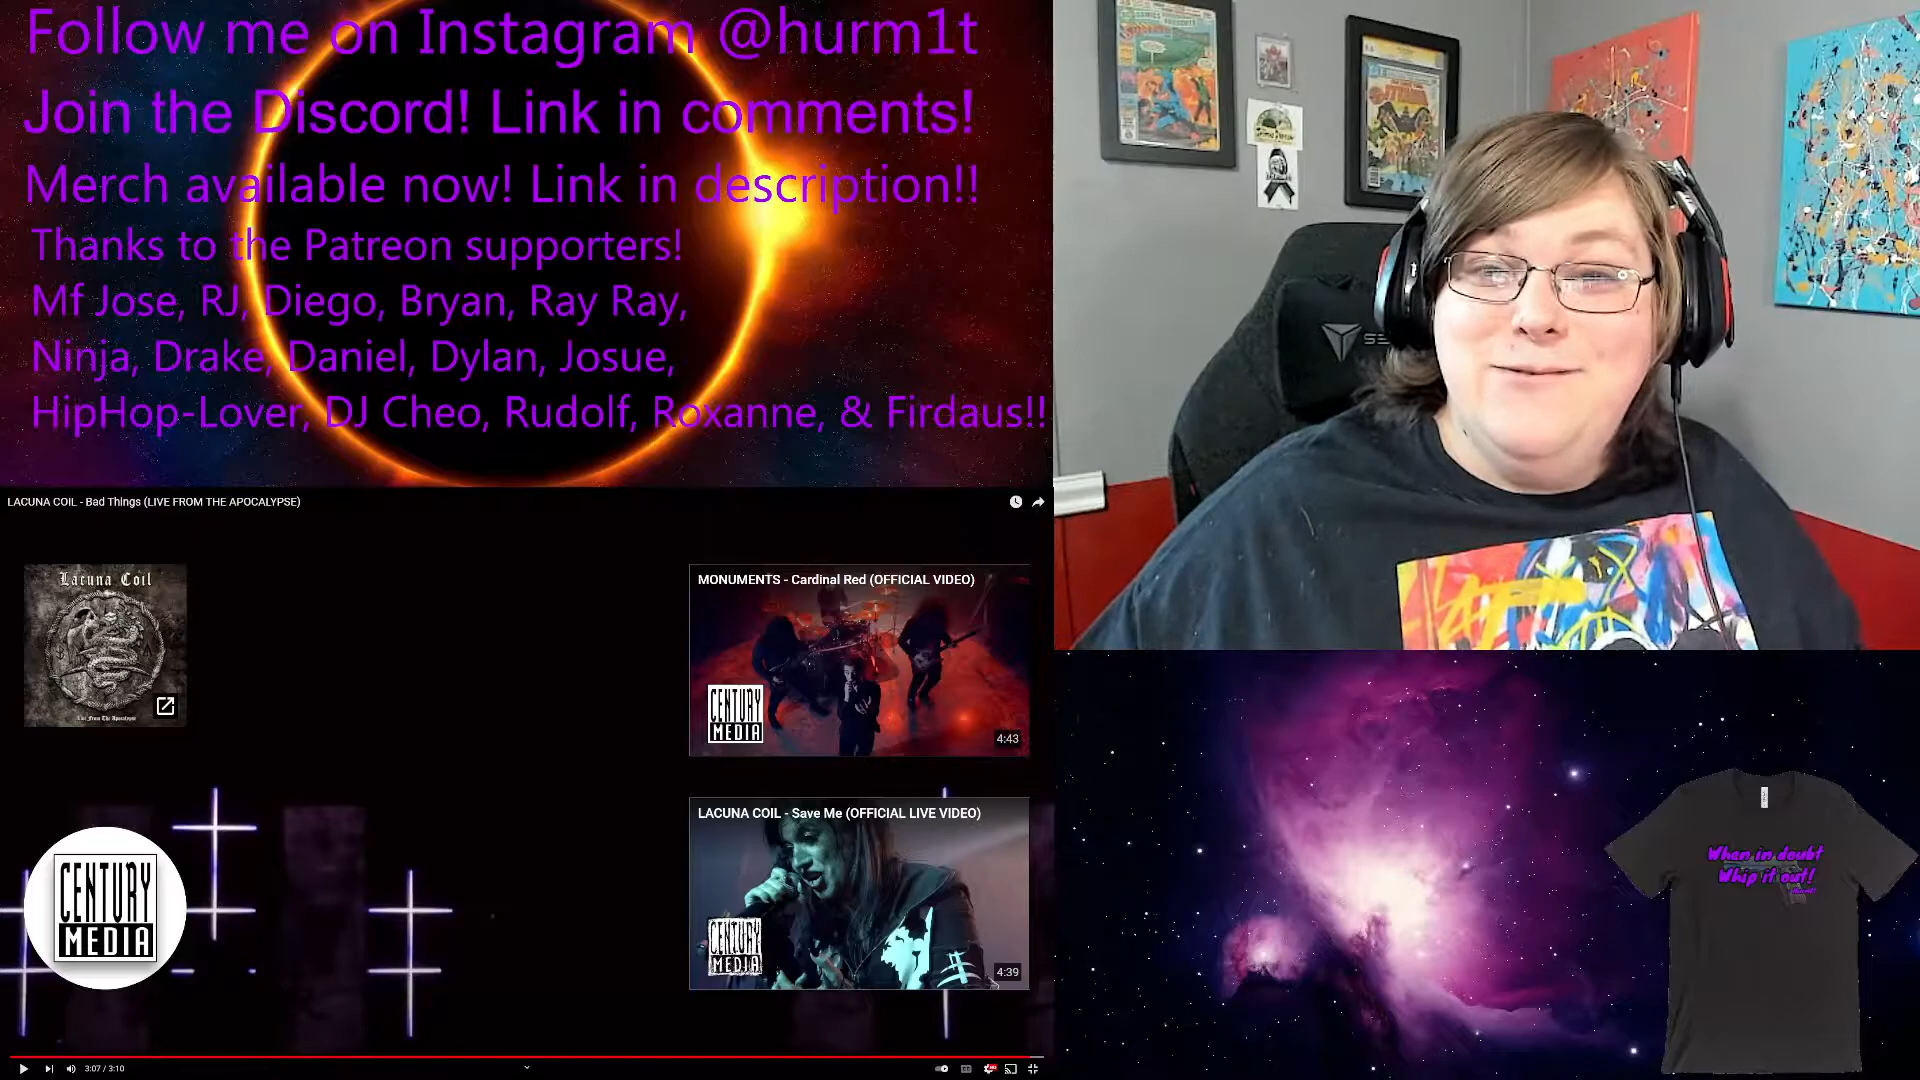 Follow me on Instagram @hurm1t
Join the Discord! Link in comments!
Merch available now! Link in description!!
Thanks to the Patreon supporters!
Mf Jose, RJ, Diego, Bryan, Ray Ray,
Ninja, Drake, Daniel, Dylan, Josue,
HipHop-Lover, DJ Cheo, Rudolf, Roxanne, & Firdaus!!
LACUNA COIL - Bad Things (LIVE FROM THE APOCALYPSE)
Lacuna Coil
Live From The Apocalypse
MONUMENTS - Cardinal Red (OFFICIAL VIDEO)
CENTURY
MEDIA
4:43
LACUNA COIL - Save Me (OFFICIAL LIVE VIDEO)
CENTURY
MEDIA
4:39
CENTURY
MEDIA
3:07 / 3:10
When in doubt
Whip it out!